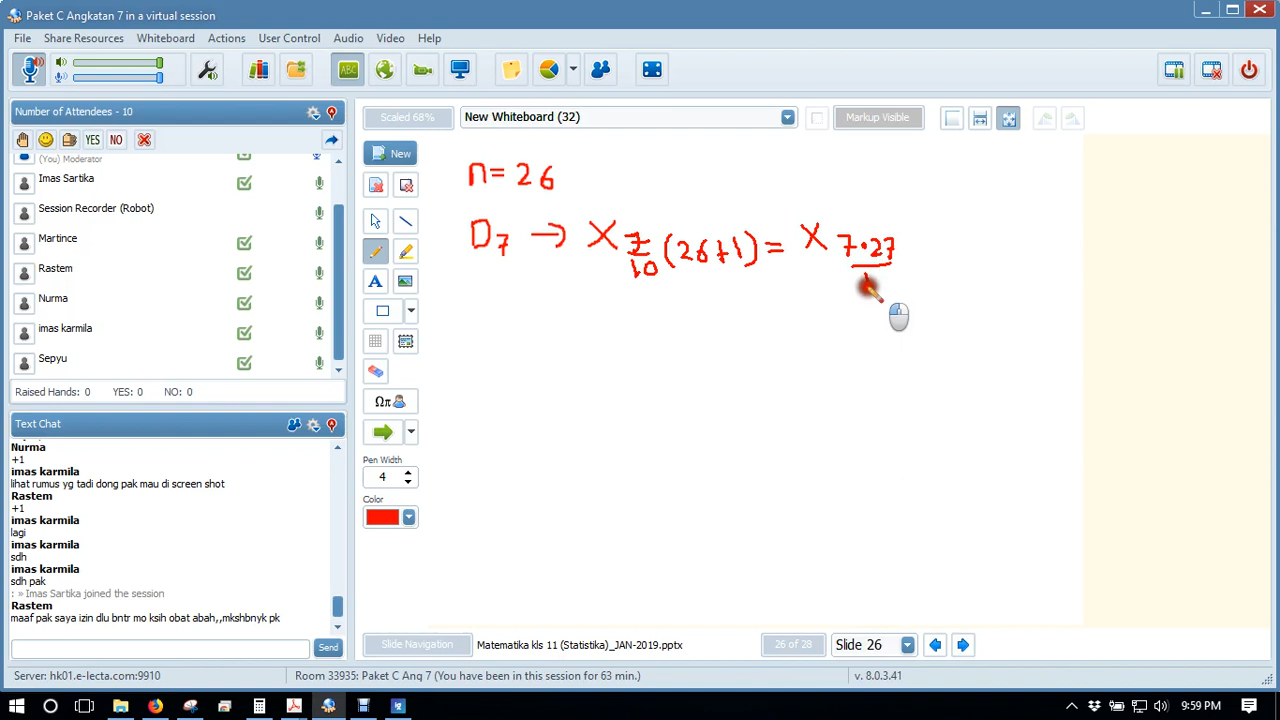 Paket C Angkatan 7 in a virtual session
File Share Resources Whiteboard Actions User Control Audio Video Help
ABC
Number of Attendees - 10
YES NO
(You) Moderator
Imas Sartika
Session Recorder (Robot)
Martince
Rastem
Nurma
imas karmila
Sepyu
Raised Hands: 0 YES: 0 NO: 0
Text Chat
Nurma
+1
imas karmila
lihat rumus yg tadi dong pak mau di screen shot
Rastem
+1
imas karmila
lagi
imas karmila
sdh
imas karmila
sdh pak
: » Imas Sartika joined the session
Rastem
maaf pak saya izin dlu bntr mo ksih obat abah,,mkshbnyk pk
Send
Scaled 68% New Whiteboard (32) Markup Visible
New
A
Ωπ
Pen Width
4
Color
n = 26
D7 → X 7/10 (26+1) = X 7·27
Slide Navigation Matematika kls 11 (Statistika)_JAN-2019.pptx 26 of 28 Slide 26
Server: hk01.e-lecta.com:9910 Room 33935: Paket C Ang 7 (You have been in this session for 63 min.) v. 8.0.3.41
9:59 PM